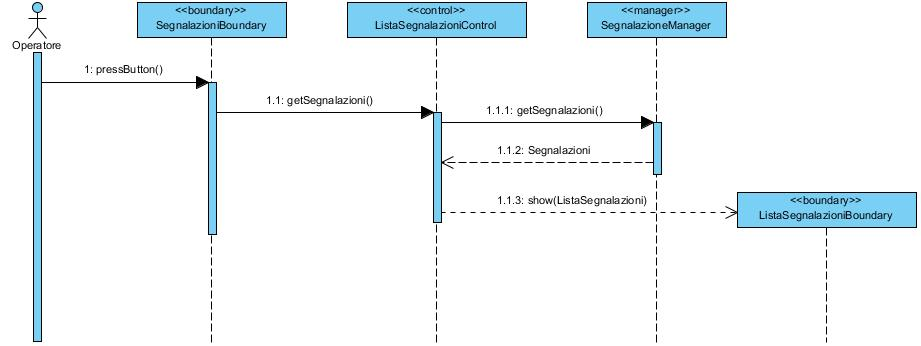 <<boundary>>
SegnalazioniBoundary
<<control>>
ListaSegnalazioniControl
<<manager>>
SegnalazioneManager
Operatore
1: pressButton()
1.1: getSegnalazioni()
1.1.1: getSegnalazioni()
1.1.2: Segnalazioni
1.1.3: show(ListaSegnalazioni)
<<boundary>>
ListaSegnalazioniBoundary